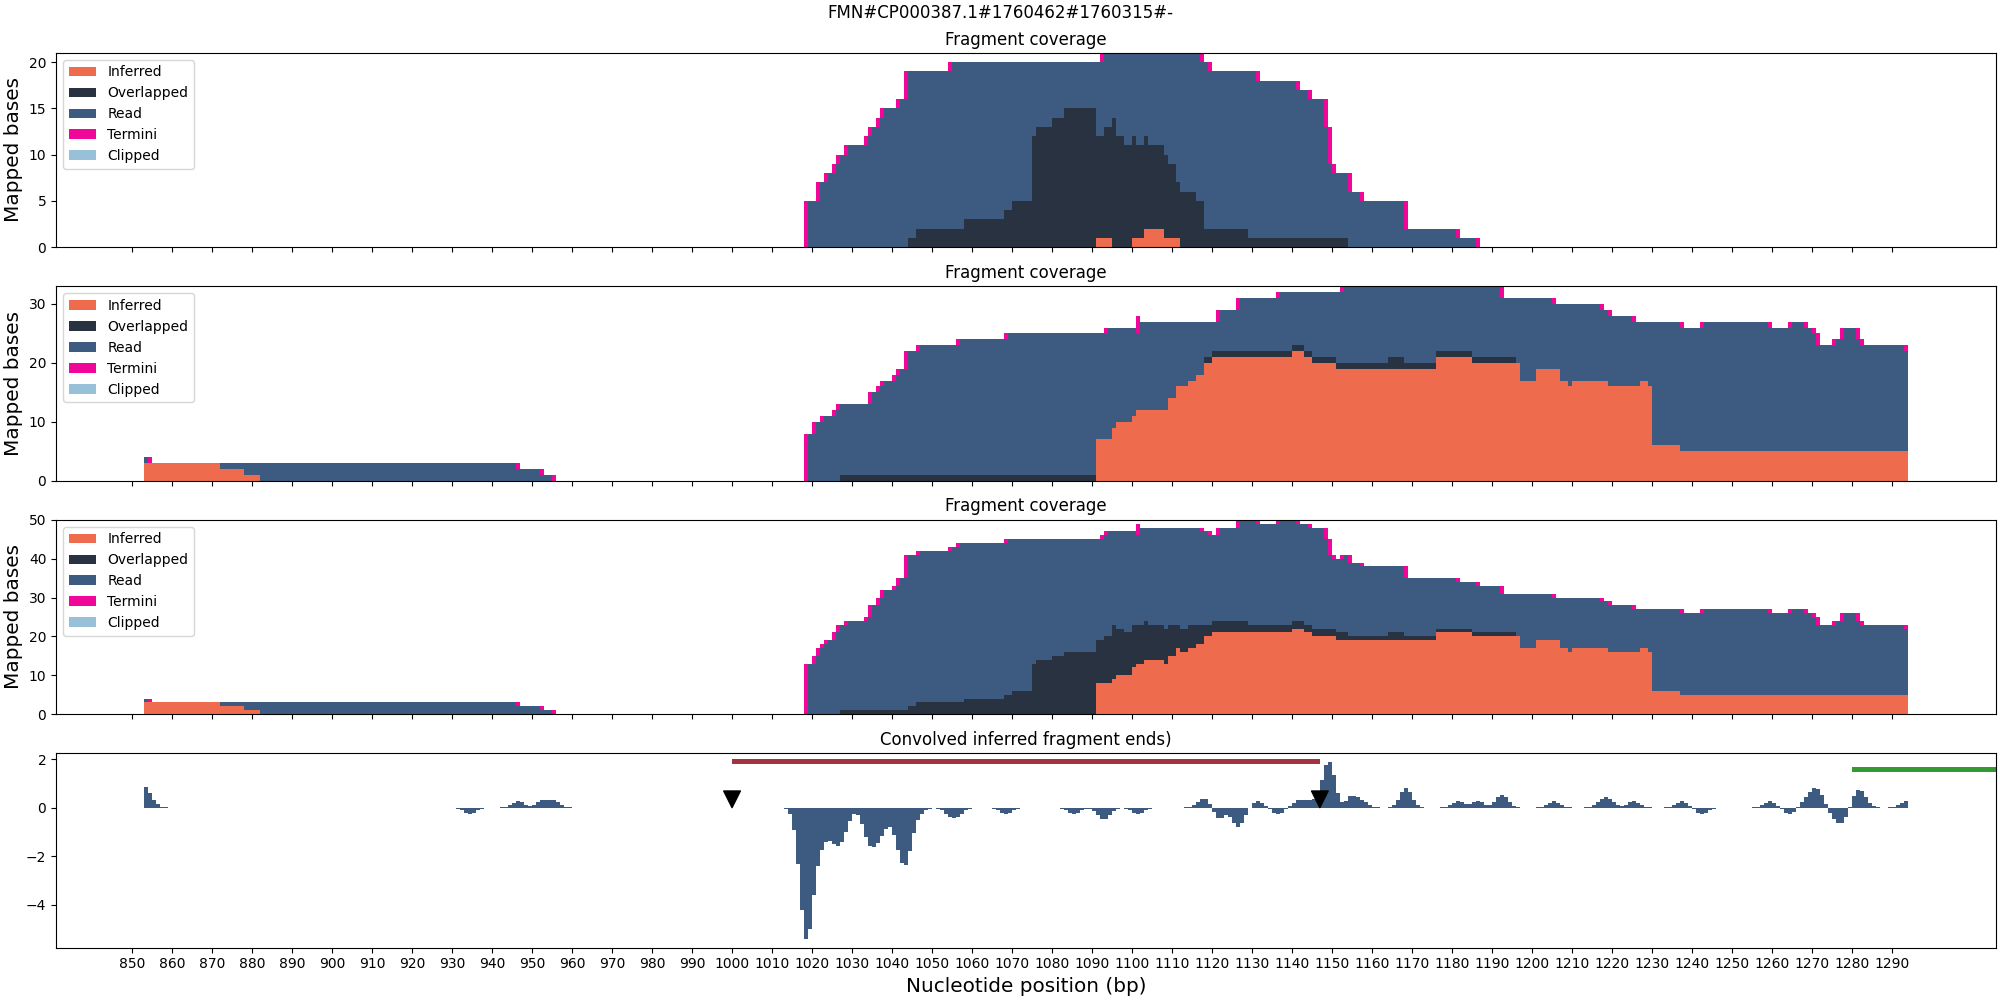 FMN#CP000387.1#1760462#1760315#-
Fragment coverage
Mapped bases
20
15
10
5
0
Inferred
Overlapped
Read
Termini
Clipped
Fragment coverage
Mapped bases
30
20
10
0
Inferred
Overlapped
Read
Termini
Clipped
Fragment coverage
Mapped bases
50
40
30
20
10
0
Inferred
Overlapped
Read
Termini
Clipped
Convolved inferred fragment ends)
2
0
−2
−4
850 860 870 880 890 900 910 920 930 940 950 960 970 980 990 1000 1010 1020 1030 1040 1050 1060 1070 1080 1090 1100 1110 1120 1130 1140 1150 1160 1170 1180 1190 1200 1210 1220 1230 1240 1250 1260 1270 1280 1290
Nucleotide position (bp)